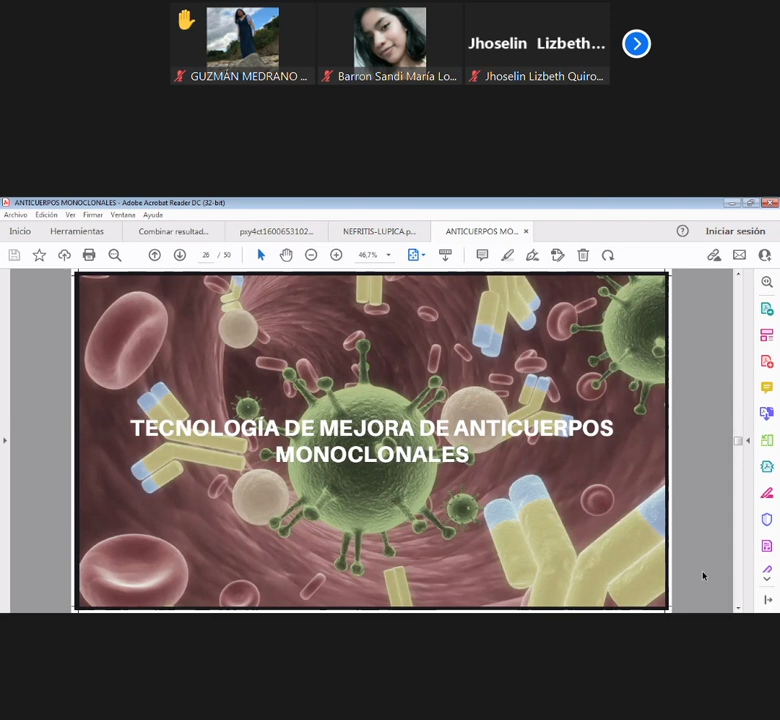 Jhoselin Lizbeth...
GUZMÁN MEDRANO ...
Barron Sandi María Lo...
Jhoselin Lizbeth Quiro...
ANTICUERPOS MONOCLONALES - Adobe Acrobat Reader DC (32-bit)
Archivo Edición Ver Firmar Ventana Ayuda
Inicio Herramientas Combinar resultad... psy4ct1600653102... NEFRITIS-LUPICA.p... ANTICUERPOS MO... × Iniciar sesión
26 / 50 46,7%
TECNOLOGÍA DE MEJORA DE ANTICUERPOS
MONOCLONALES